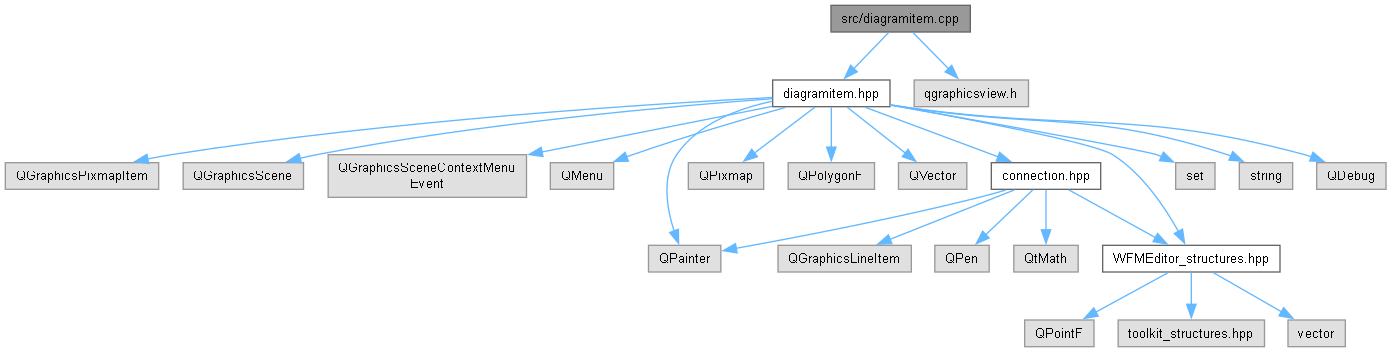 src/diagramitem.cpp
diagramitem.hpp
qgraphicsview.h
QGraphicsPixmapItem
QGraphicsScene
QGraphicsSceneContextMenu
Event
QMenu
QPixmap
QPolygonF
QVector
connection.hpp
set
string
QDebug
QPainter
QGraphicsLineItem
QPen
QtMath
WFMEditor_structures.hpp
QPointF
toolkit_structures.hpp
vector